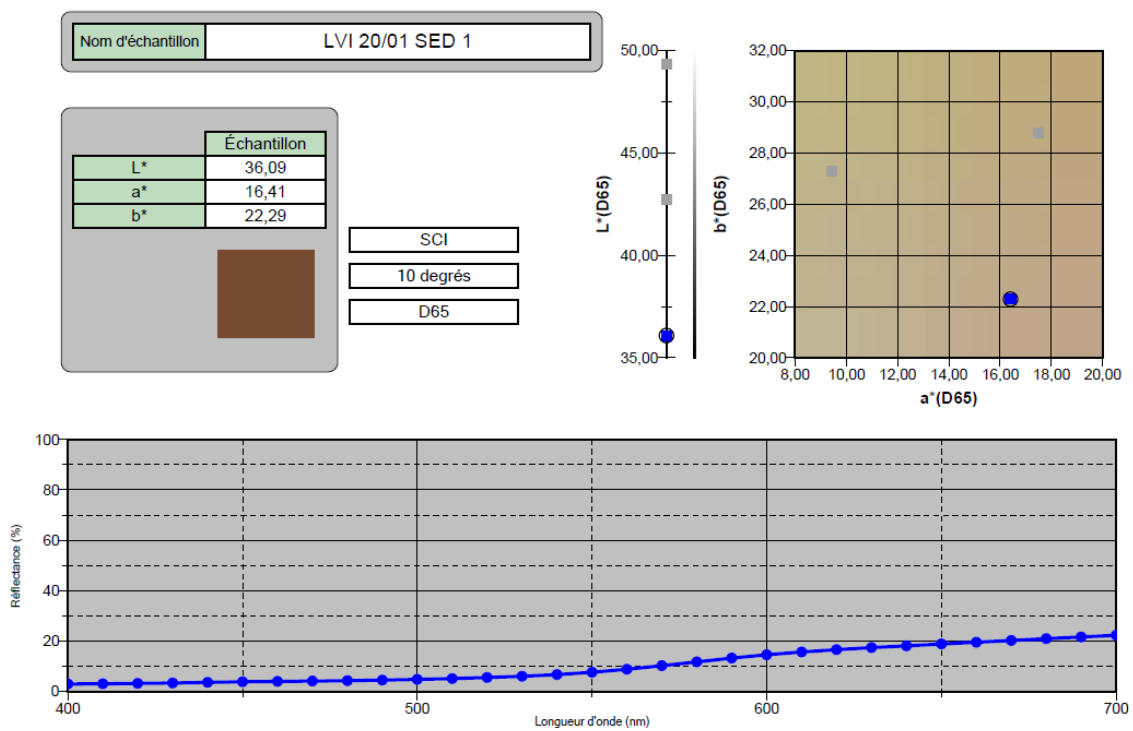 Nom d'échantillon LVI 20/01 SED 1
Échantillon
L* 36,09
a* 16,41
b* 22,29
SCI
10 degrés
D65
50,00
45,00
40,00
35,00
L*(D65)
32,00
30,00
28,00
26,00
24,00
22,00
20,00
b*(D65)
8,00 10,00 12,00 14,00 16,00 18,00 20,00
a*(D65)
100
80
60
40
20
0
Réflectance (%)
400 500 600 700
Longueur d'onde (nm)